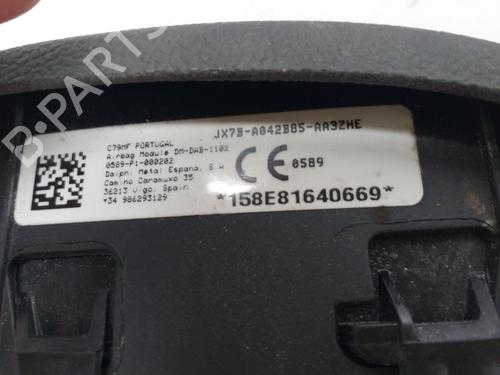 JX7B-A042B85-AA3ZHE
C79MF PORTUGAL
Airbag Module DM-DAB-1102
0589-P1-000202
Dalphi Metal Espana, S.A
Camino Caramuxo 35
36213 Vigo, Spain
*34 986293129
CE 0589
*158E81640669*
B-PARTS